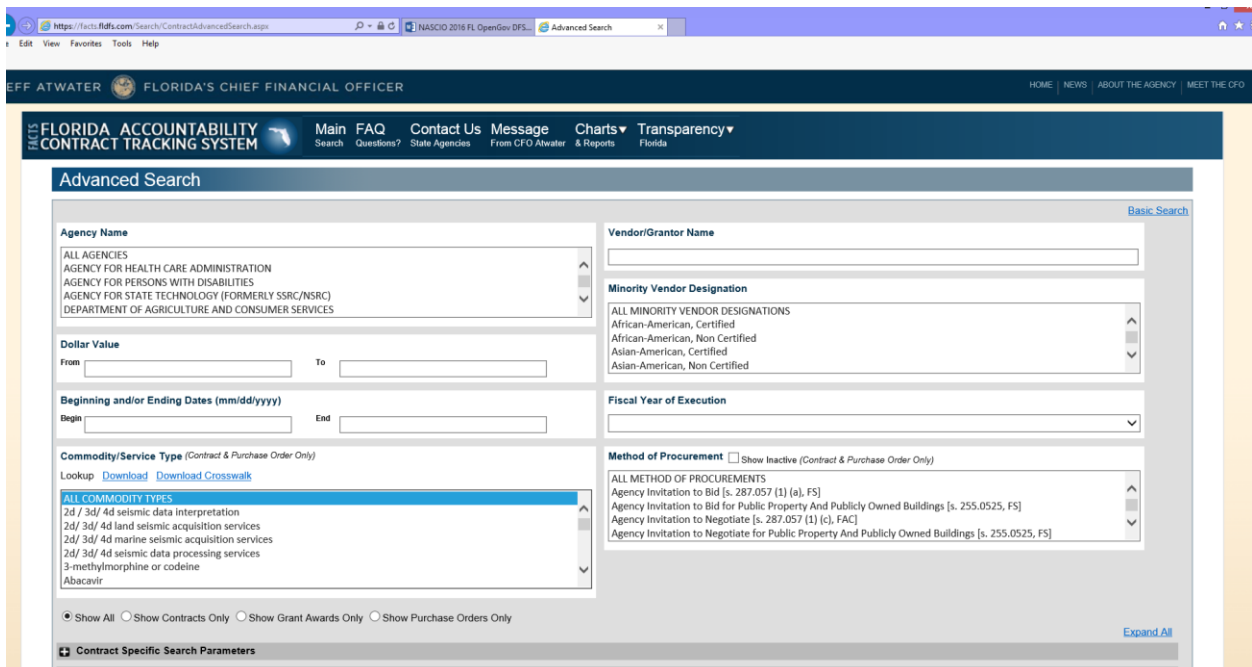 https://facts.fldfs.com/Search/ContractAdvancedSearch.aspx
NASCIO 2016 FL OpenGov DFS...
Advanced Search
Edit View Favorites Tools Help
EFF ATWATER FLORIDA'S CHIEF FINANCIAL OFFICER
HOME | NEWS | ABOUT THE AGENCY | MEET THE CFO
FACTS
FLORIDA ACCOUNTABILITY
CONTRACT TRACKING SYSTEM
Main FAQ Contact Us Message Charts▾ Transparency▾
Search Questions? State Agencies From CFO Atwater & Reports Florida
Advanced Search
Basic Search
Agency Name
ALL AGENCIES
AGENCY FOR HEALTH CARE ADMINISTRATION
AGENCY FOR PERSONS WITH DISABILITIES
AGENCY FOR STATE TECHNOLOGY (FORMERLY SSRC/NSRC)
DEPARTMENT OF AGRICULTURE AND CONSUMER SERVICES
Vendor/Grantor Name
Minority Vendor Designation
ALL MINORITY VENDOR DESIGNATIONS
African-American, Certified
African-American, Non Certified
Asian-American, Certified
Asian-American, Non Certified
Dollar Value
From To
Beginning and/or Ending Dates (mm/dd/yyyy)
Begin End
Fiscal Year of Execution
Commodity/Service Type (Contract & Purchase Order Only)
Lookup Download Download Crosswalk
ALL COMMODITY TYPES
2d / 3d/ 4d seismic data interpretation
2d/ 3d/ 4d land seismic acquisition services
2d/ 3d/ 4d marine seismic acquisition services
2d/ 3d/ 4d seismic data processing services
3-methylmorphine or codeine
Abacavir
Method of Procurement Show Inactive (Contract & Purchase Order Only)
ALL METHOD OF PROCUREMENTS
Agency Invitation to Bid [s. 287.057 (1) (a), FS]
Agency Invitation to Bid for Public Property And Publicly Owned Buildings [s. 255.0525, FS]
Agency Invitation to Negotiate [s. 287.057 (1) (c), FAC]
Agency Invitation to Negotiate for Public Property And Publicly Owned Buildings [s. 255.0525, FS]
Show All Show Contracts Only Show Grant Awards Only Show Purchase Orders Only
Expand All
Contract Specific Search Parameters